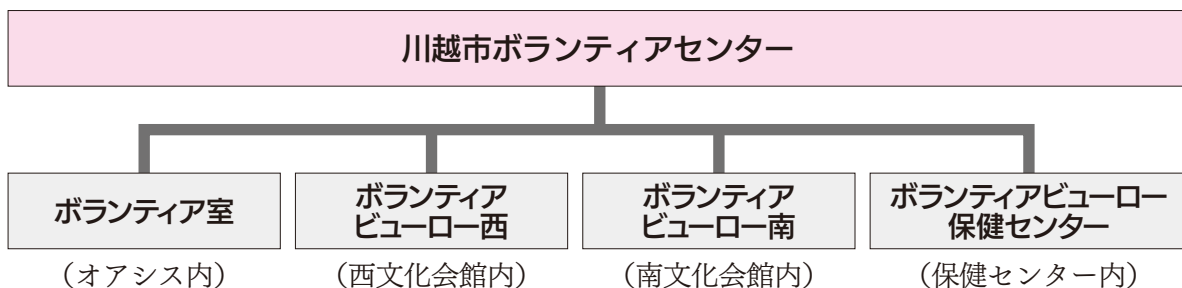 川越市ボランティアセンター
ボランティア室
(オアシス内)
ボランティア
ビューロー西
(西文化会館内)
ボランティア
ビューロー南
(南文化会館内)
ボランティアビューロー
保健センター
(保健センター内)